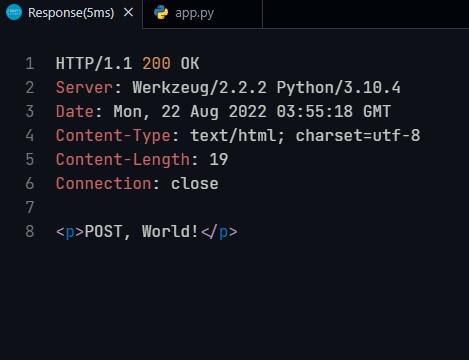 Response(5ms) × app.py
1 HTTP/1.1 200 OK
2 Server: Werkzeug/2.2.2 Python/3.10.4
3 Date: Mon, 22 Aug 2022 03:55:18 GMT
4 Content-Type: text/html; charset=utf-8
5 Content-Length: 19
6 Connection: close
7
8 <p>POST, World!</p>